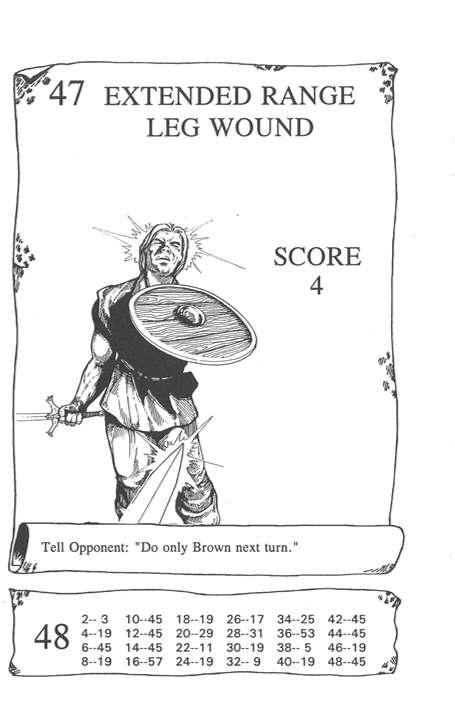 47 EXTENDED RANGE
LEG WOUND
SCORE
4
Tell Opponent: "Do only Brown next turn."
48
2-- 3 10--45 18--19 26--17 34--25 42--45
4--19 12--45 20--29 28--31 36--53 44--45
6--45 14--45 22--11 30--19 38-- 5 46--19
8--19 16--57 24--19 32-- 9 40--19 48--45